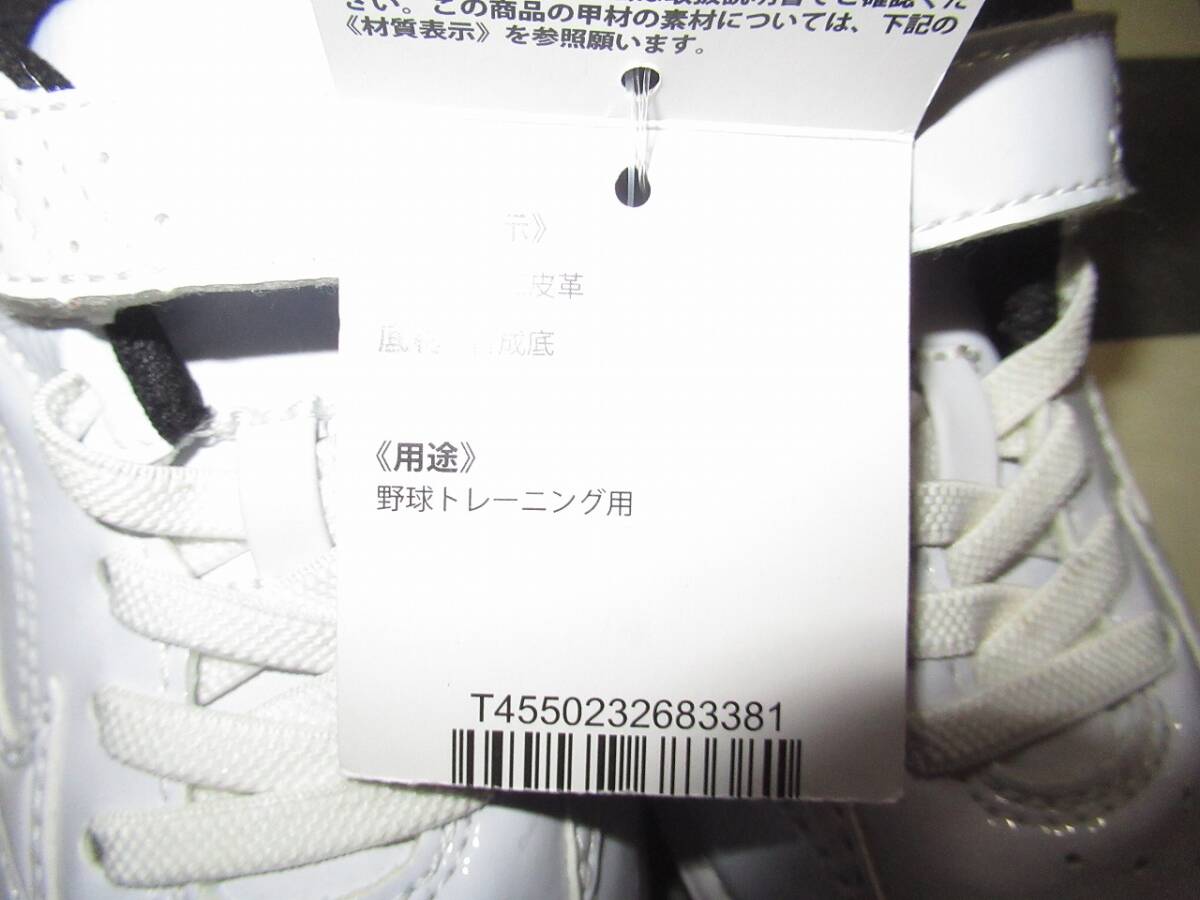 さい。この商品の甲材の素材については、下記の
《材質表示》を参照願います。
示》
皮革
底材 合成底
《用途》
野球トレーニング用
T4550232683381